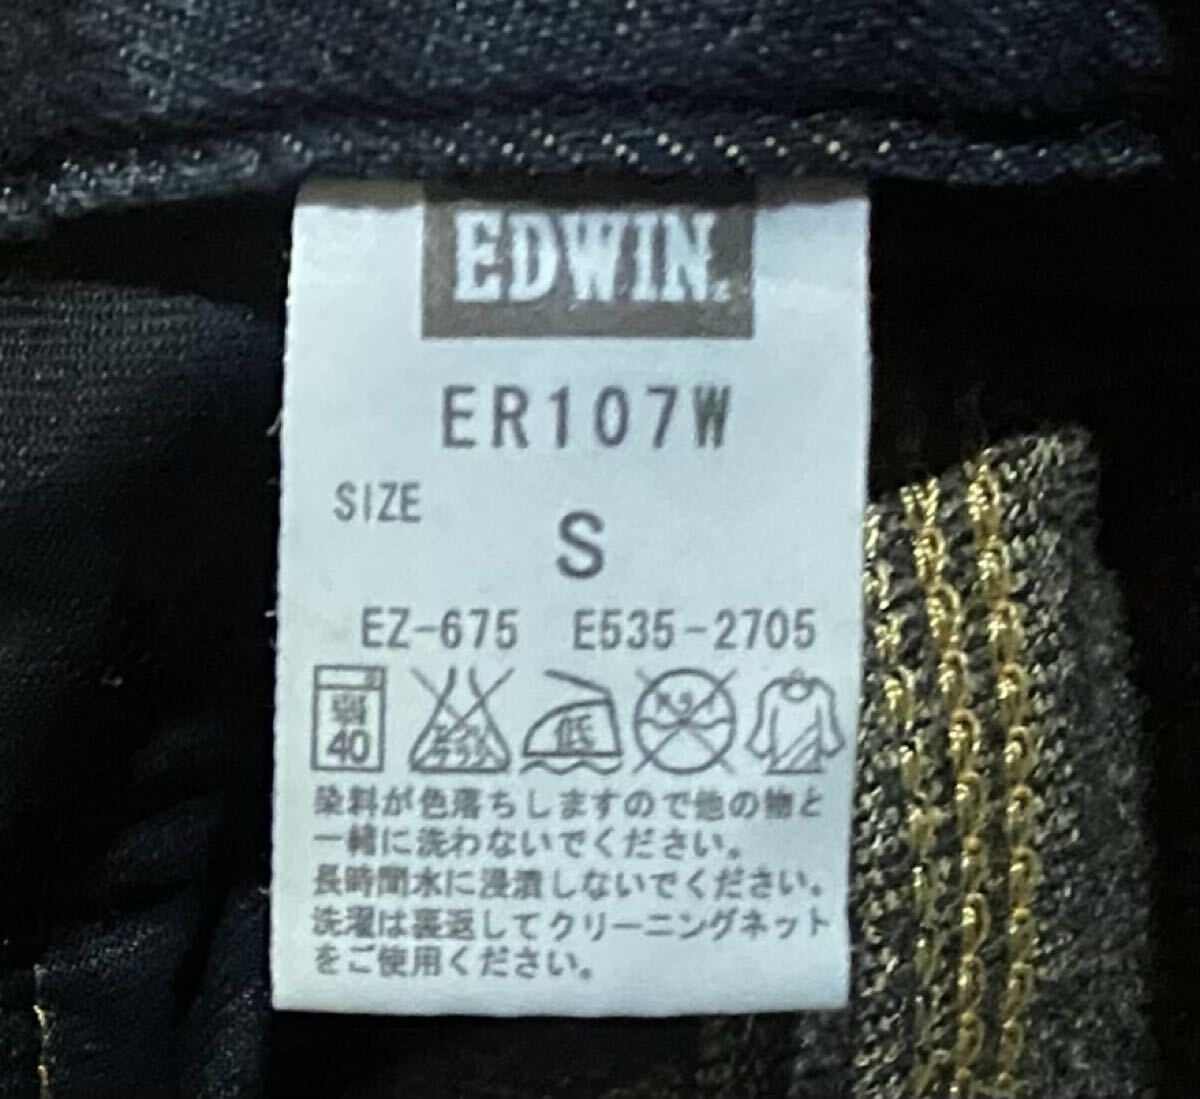 EDWIN.
ER107W
SIZE
S
EZ-675 E535-2705
弱
40
低
染料が色落ちしますので他の物と
一緒に洗わないでください。
長時間水に浸漬しないでください。
洗濯は裏返してクリーニングネット
をご使用ください。